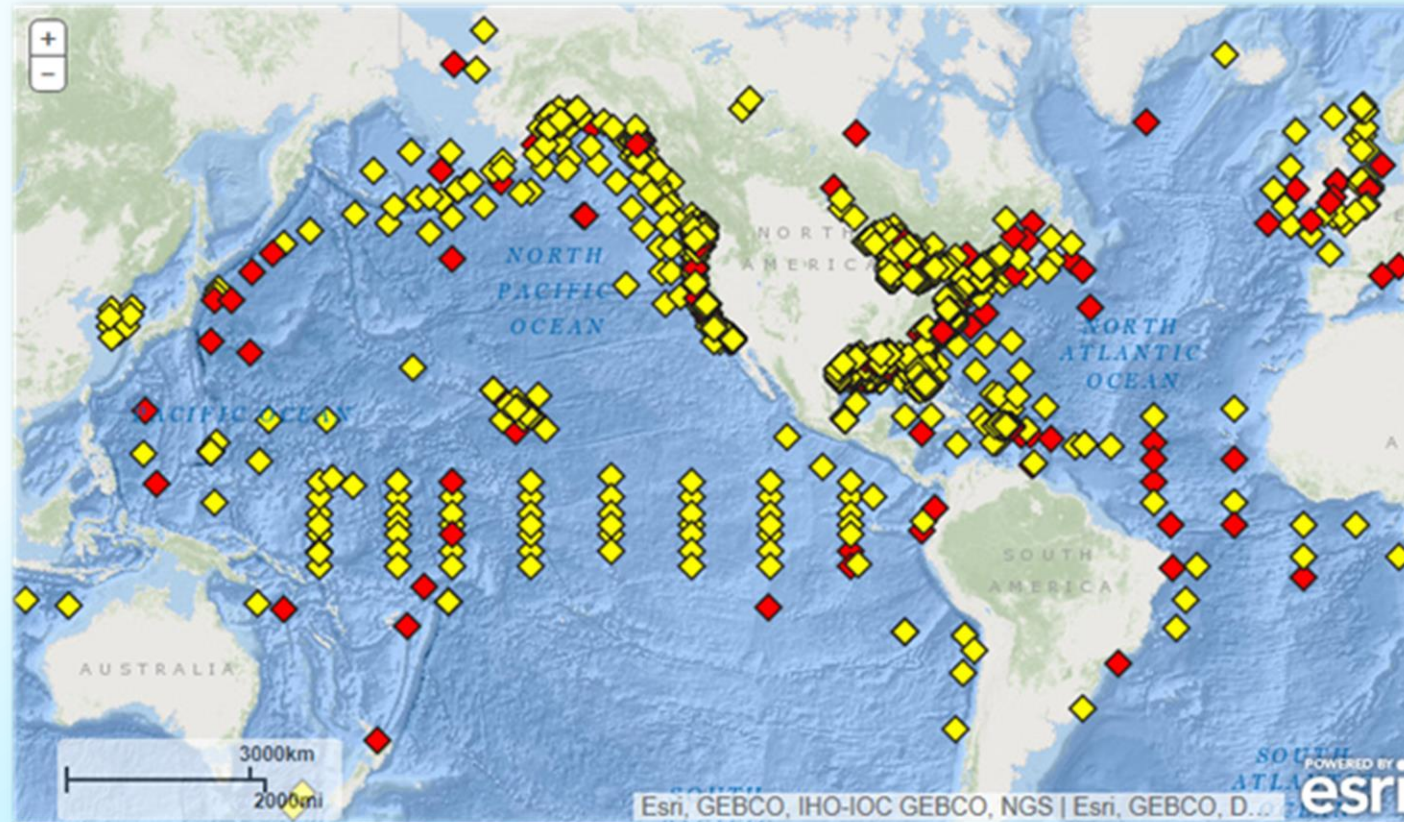 +
−
NORTH
AMERICA
NORTH
PACIFIC
OCEAN
NORTH
ATLANTIC
OCEAN
PACIFIC OCEAN
A
SOUTH
AMERICA
AUSTRALIA
3000km
2000mi
SOUTH
SOUTH
Esri, GEBCO, IHO-IOC GEBCO, NGS | Esri, GEBCO, D...
POWERED BY
esri